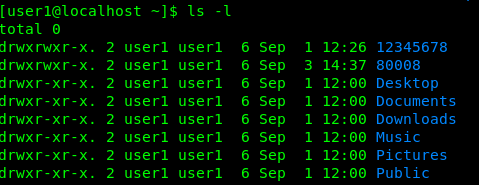 [user1@localhost ~]$ ls -l
total 0
drwxrwxr-x. 2 user1 user1  6 Sep  1 12:26 12345678
drwxrwxr-x. 2 user1 user1  6 Sep  3 14:37 80008
drwxr-xr-x. 2 user1 user1  6 Sep  1 12:00 Desktop
drwxr-xr-x. 2 user1 user1  6 Sep  1 12:00 Documents
drwxr-xr-x. 2 user1 user1  6 Sep  1 12:00 Downloads
drwxr-xr-x. 2 user1 user1  6 Sep  1 12:00 Music
drwxr-xr-x. 2 user1 user1  6 Sep  1 12:00 Pictures
drwxr-xr-x. 2 user1 user1  6 Sep  1 12:00 Public